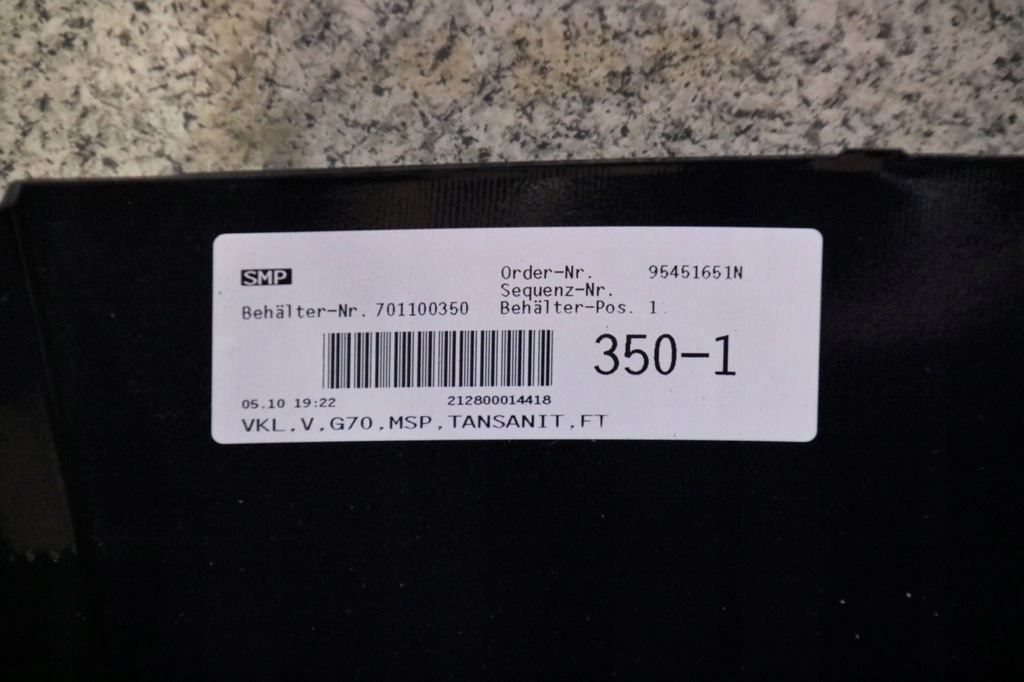 SMP
Order-Nr. 95451651N
Sequenz-Nr.
Behälter-Nr. 701100350 Behälter-Pos. 1
350-1
05.10 19:22 212800014418
VKL,V,G70,MSP,TANSANIT,FT